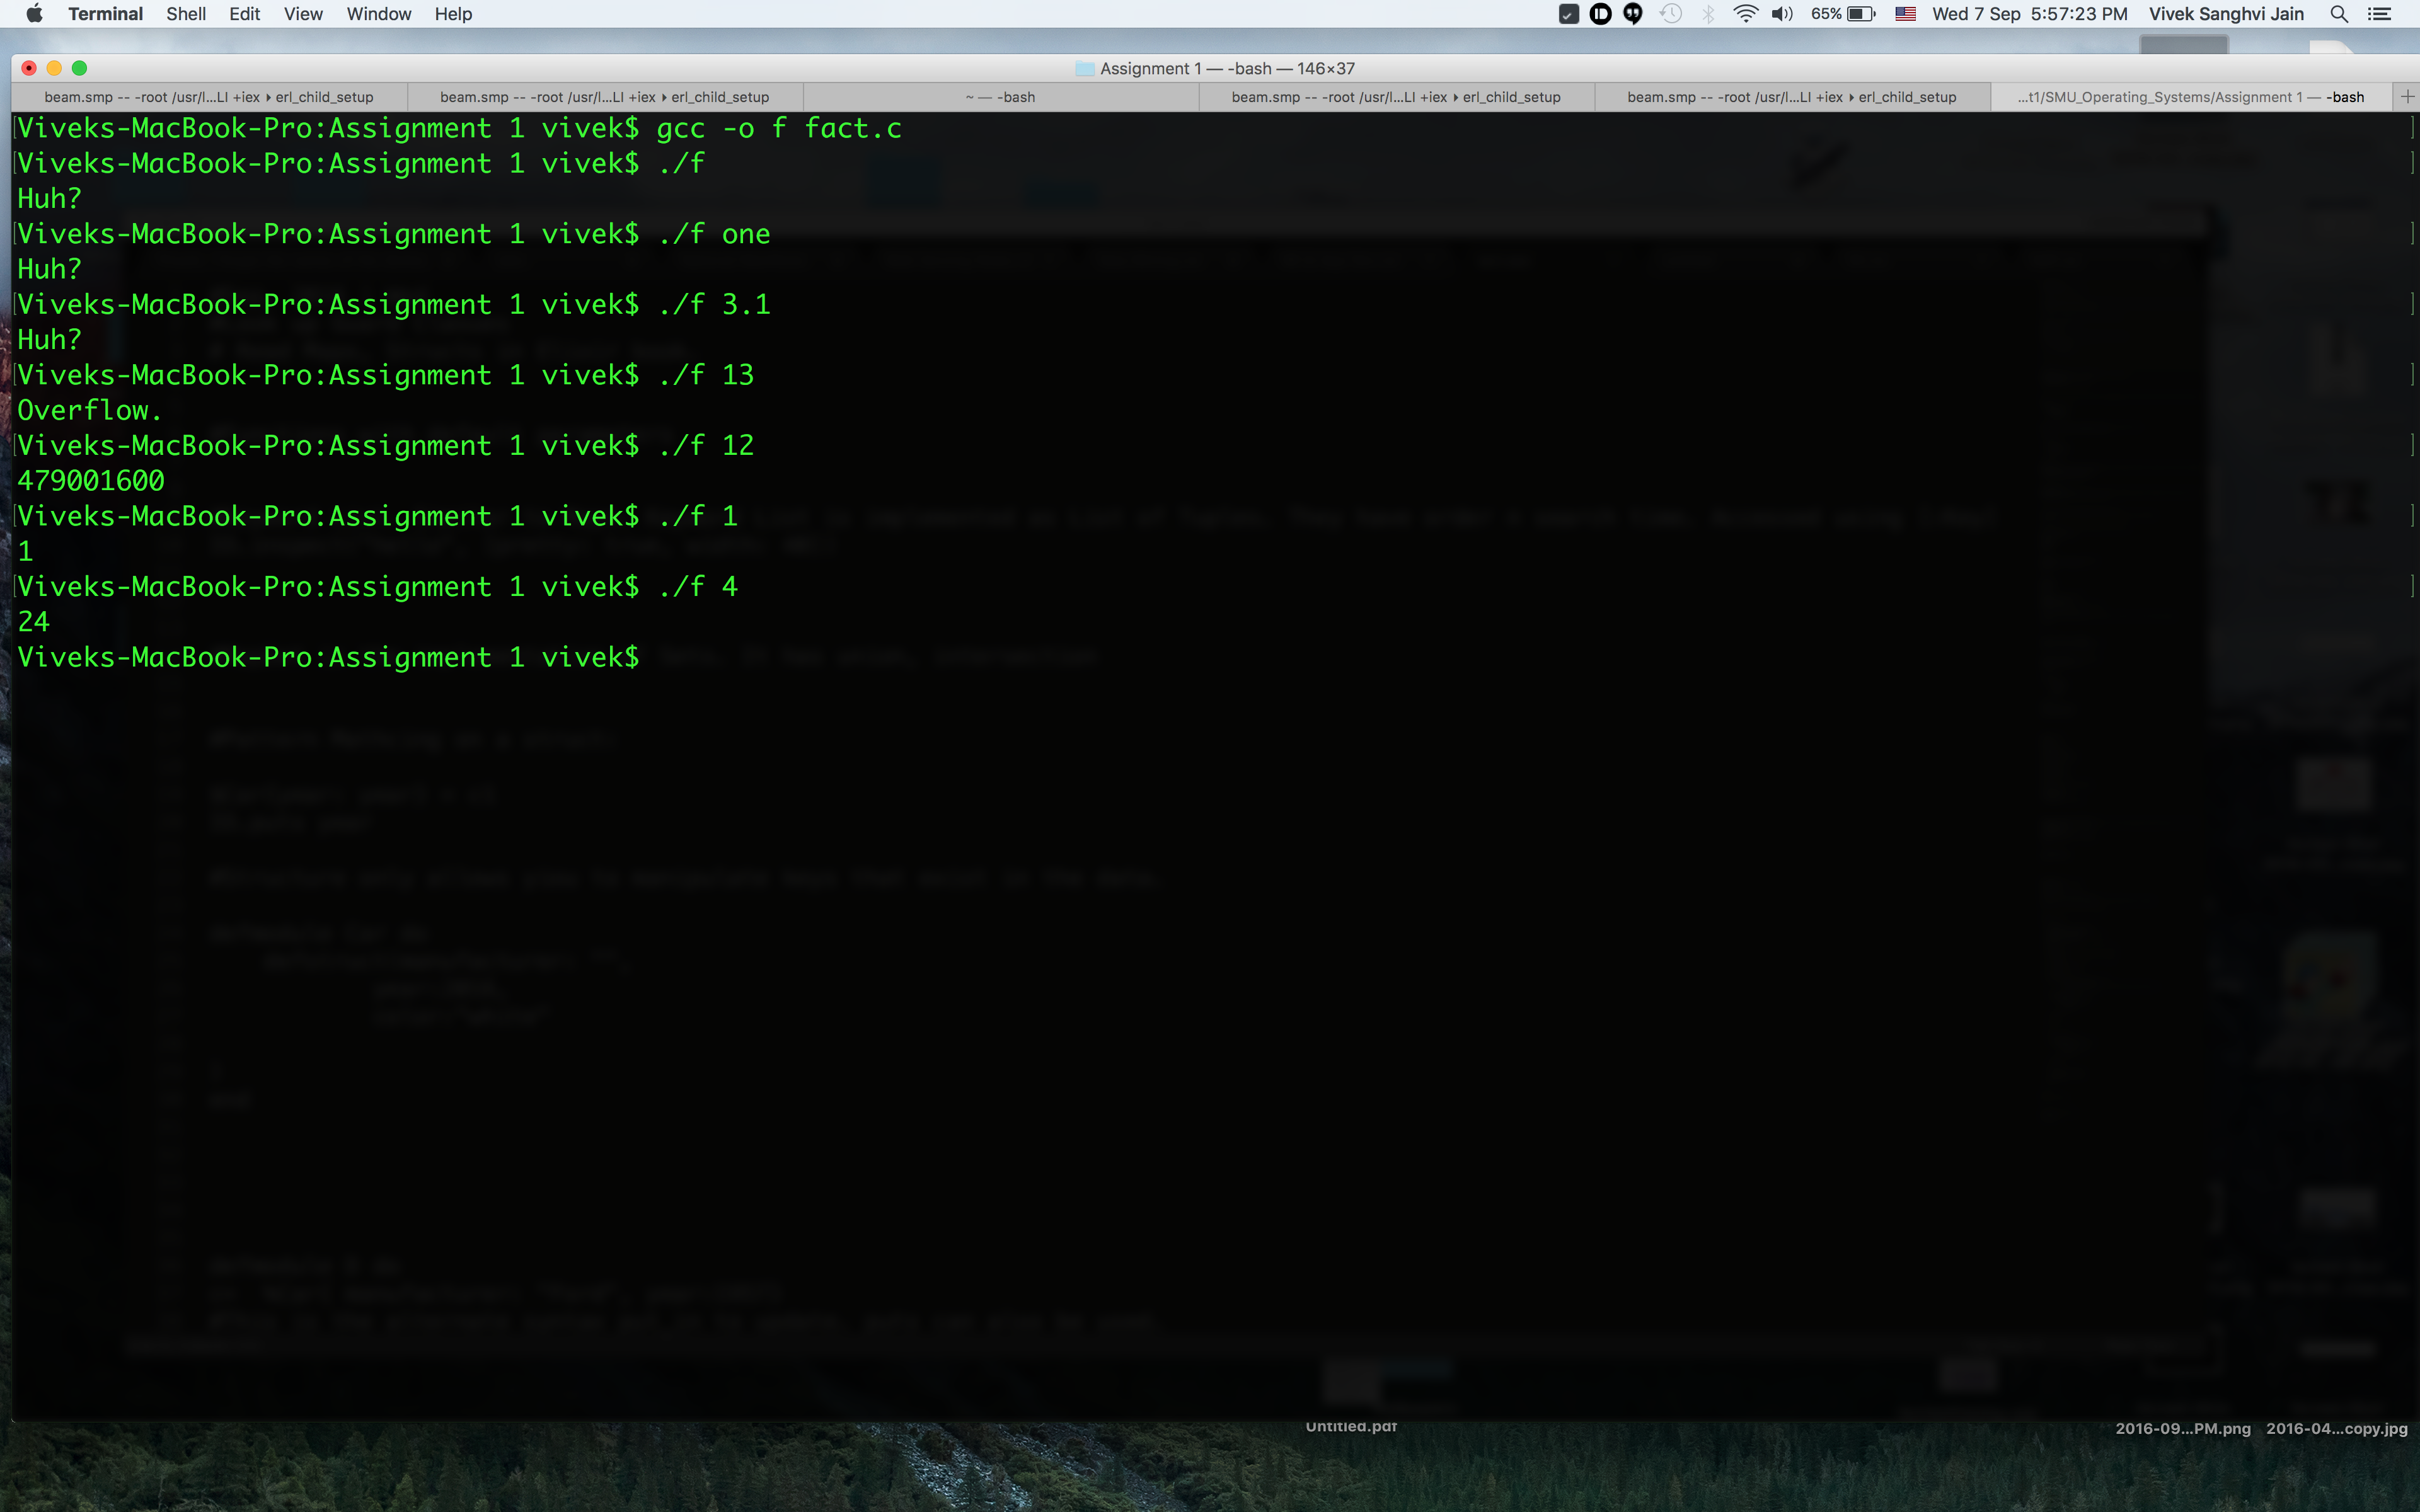 Terminal Shell Edit View Window Help 65% Wed 7 Sep 5:57:23 PM Vivek Sanghvi Jain
Assignment 1 — -bash — 146×37
beam.smp -- -root /usr/l...LI +iex ▸ erl_child_setup beam.smp -- -root /usr/l...LI +iex ▸ erl_child_setup ~ — -bash beam.smp -- -root /usr/l...LI +iex ▸ erl_child_setup beam.smp -- -root /usr/l...LI +iex ▸ erl_child_setup ...t1/SMU_Operating_Systems/Assignment 1 — -bash
[Viveks-MacBook-Pro:Assignment 1 vivek$ gcc -o f fact.c ]
[Viveks-MacBook-Pro:Assignment 1 vivek$ ./f ]
Huh?
[Viveks-MacBook-Pro:Assignment 1 vivek$ ./f one ]
Huh?
[Viveks-MacBook-Pro:Assignment 1 vivek$ ./f 3.1 ]
Huh?
[Viveks-MacBook-Pro:Assignment 1 vivek$ ./f 13 ]
Overflow.
[Viveks-MacBook-Pro:Assignment 1 vivek$ ./f 12 ]
479001600
[Viveks-MacBook-Pro:Assignment 1 vivek$ ./f 1 ]
1
[Viveks-MacBook-Pro:Assignment 1 vivek$ ./f 4 ]
24
Viveks-MacBook-Pro:Assignment 1 vivek$
Untitled.pdf 2016-09...PM.png 2016-04...copy.jpg